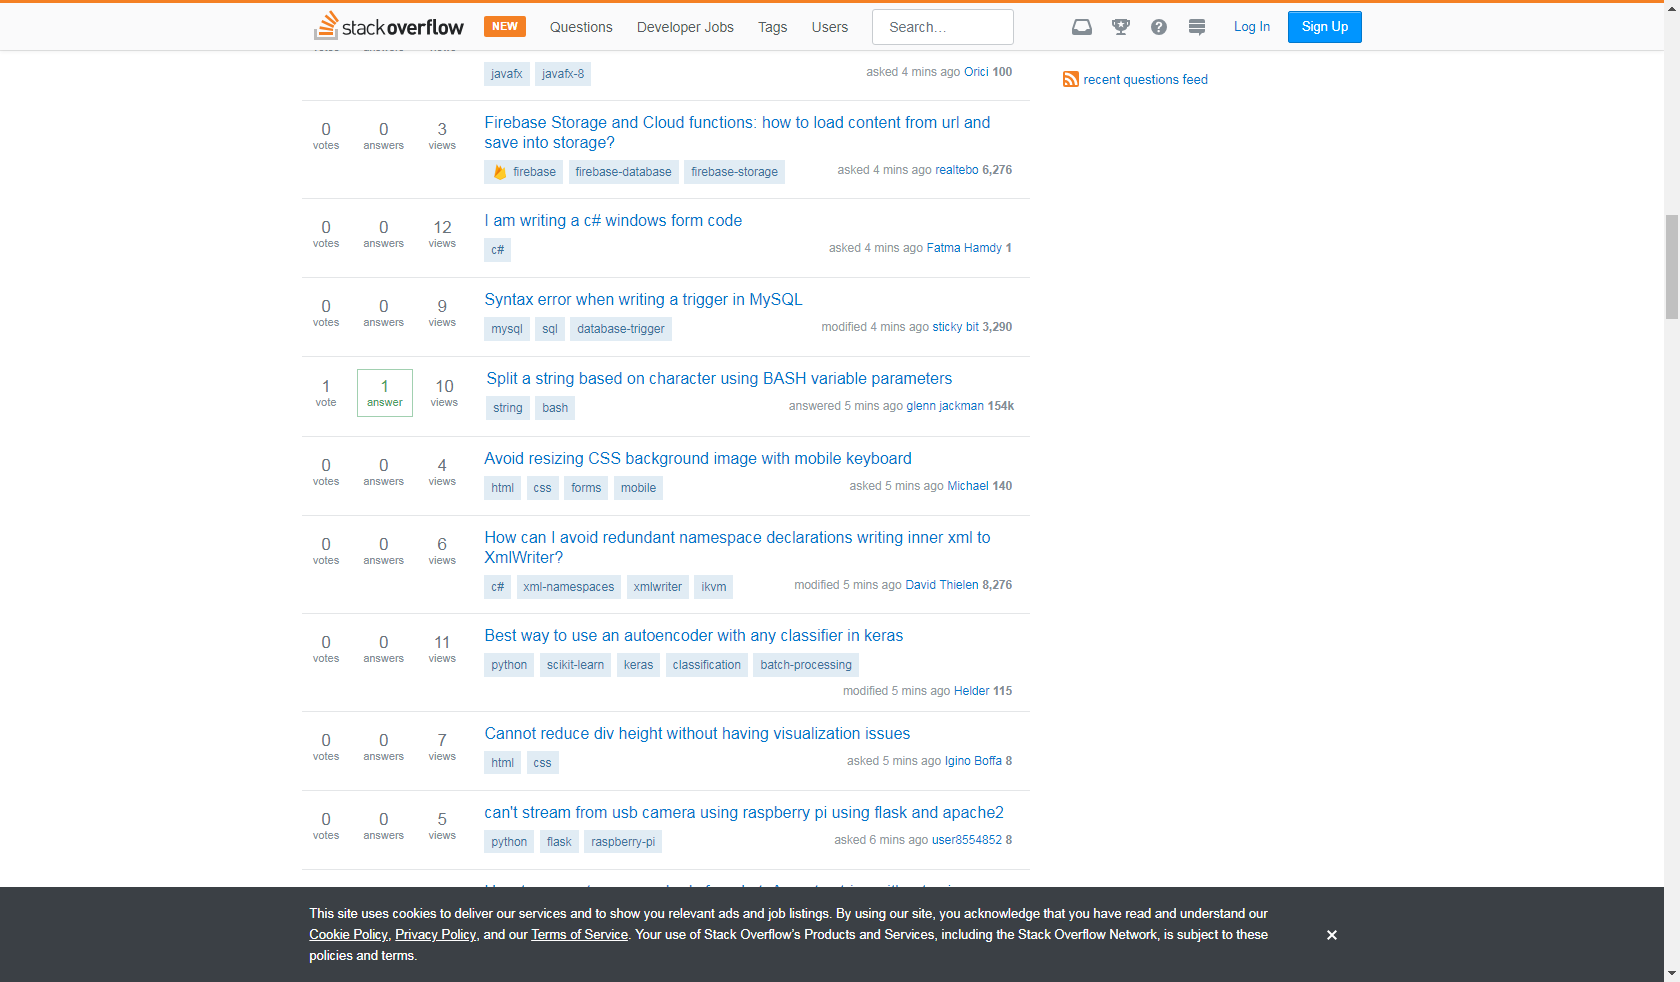 stack overflow NEW Questions Developer Jobs Tags Users Search... Log In Sign Up
javafx javafx-8 asked 4 mins ago Orici 100
recent questions feed
0 votes 0 answers 3 views
Firebase Storage and Cloud functions: how to load content from url and
save into storage?
firebase firebase-database firebase-storage asked 4 mins ago realtebo 6,276
0 votes 0 answers 12 views
I am writing a c# windows form code
c# asked 4 mins ago Fatma Hamdy 1
0 votes 0 answers 9 views
Syntax error when writing a trigger in MySQL
mysql sql database-trigger modified 4 mins ago sticky bit 3,290
1 vote 1 answer 10 views
Split a string based on character using BASH variable parameters
string bash answered 5 mins ago glenn jackman 154k
0 votes 0 answers 4 views
Avoid resizing CSS background image with mobile keyboard
html css forms mobile asked 5 mins ago Michael 140
0 votes 0 answers 6 views
How can I avoid redundant namespace declarations writing inner xml to
XmlWriter?
c# xml-namespaces xmlwriter ikvm modified 5 mins ago David Thielen 8,276
0 votes 0 answers 11 views
Best way to use an autoencoder with any classifier in keras
python scikit-learn keras classification batch-processing
modified 5 mins ago Helder 115
0 votes 0 answers 7 views
Cannot reduce div height without having visualization issues
html css asked 5 mins ago Igino Boffa 8
0 votes 0 answers 5 views
can't stream from usb camera using raspberry pi using flask and apache2
python flask raspberry-pi asked 6 mins ago user8554852 8
This site uses cookies to deliver our services and to show you relevant ads and job listings. By using our site, you acknowledge that you have read and understand our
Cookie Policy, Privacy Policy, and our Terms of Service. Your use of Stack Overflow's Products and Services, including the Stack Overflow Network, is subject to these
policies and terms.